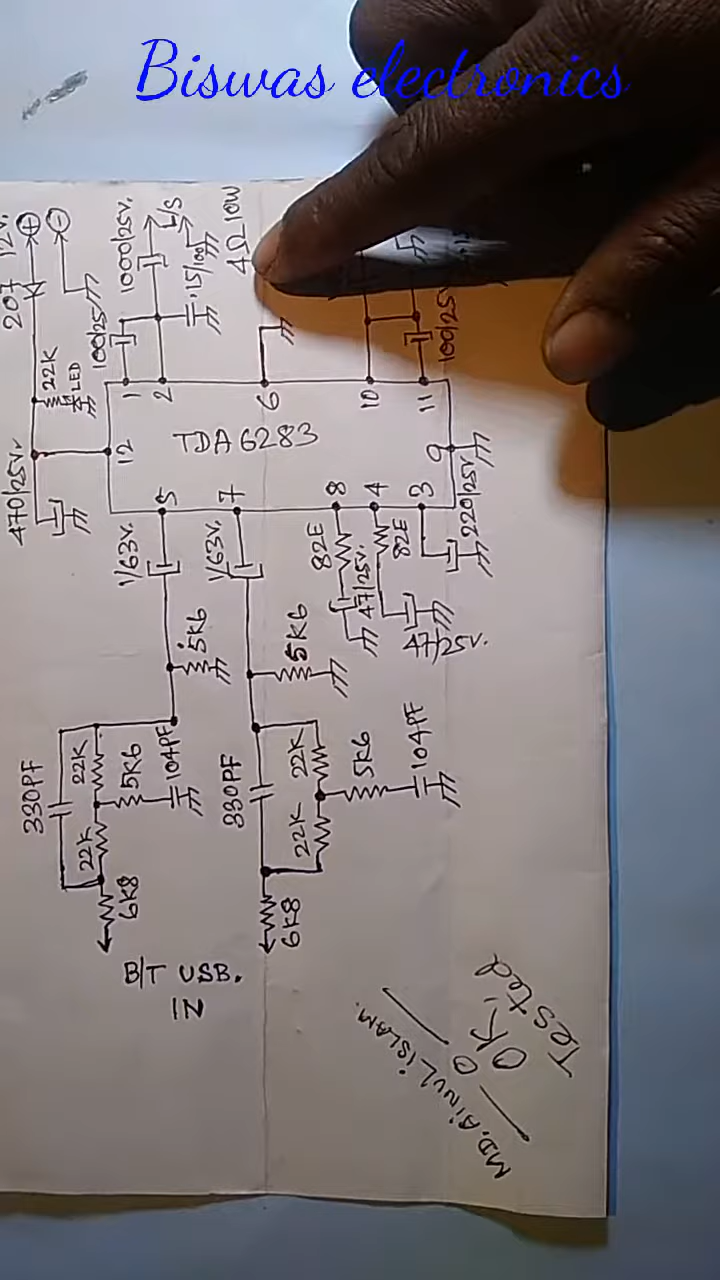 Biswas electronics
12V.
207
⊕
⊖
22K
LED
470/25V.
100/25
1000/25V.
L/S
.15/100
4Ω 10W
1
2
6
10
11
12
TDA 6283
9
5
7
8
4
3
100/25V
220/25V.
1/63V.
1/63V.
82E
82E
47/25V.
47/25V.
5K6
5K6
330PF
22K
22K
5K6
104PF
6K8
330PF
22K
22K
5K6
104PF
6K8
B/T USB.
IN
MD. AINUL ISLAM.
OK
Tested